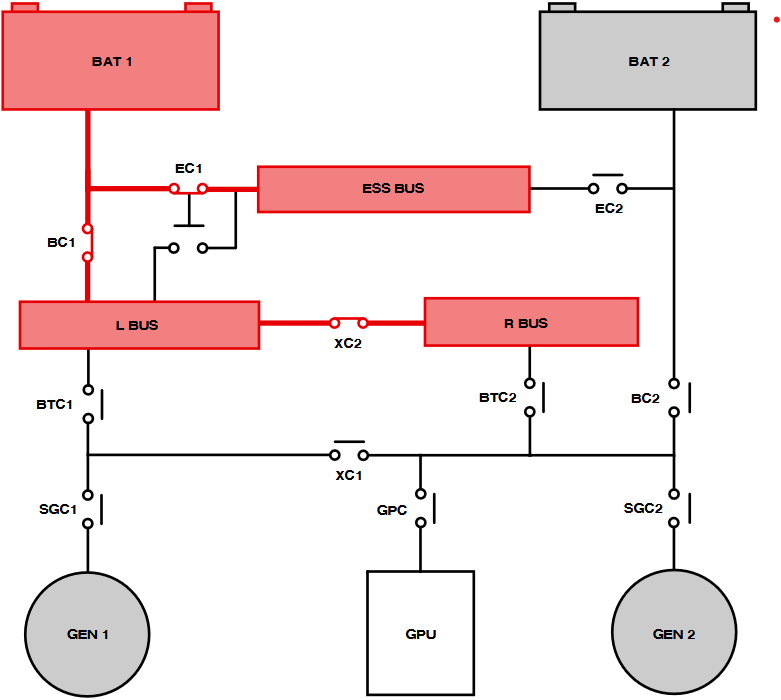 BAT 1
BAT 2
EC1
ESS BUS
EC2
BC1
L BUS
R BUS
XC2
BTC1
BTC2
BC2
XC1
SGC1
GPC
SGC2
GEN 1
GPU
GEN 2